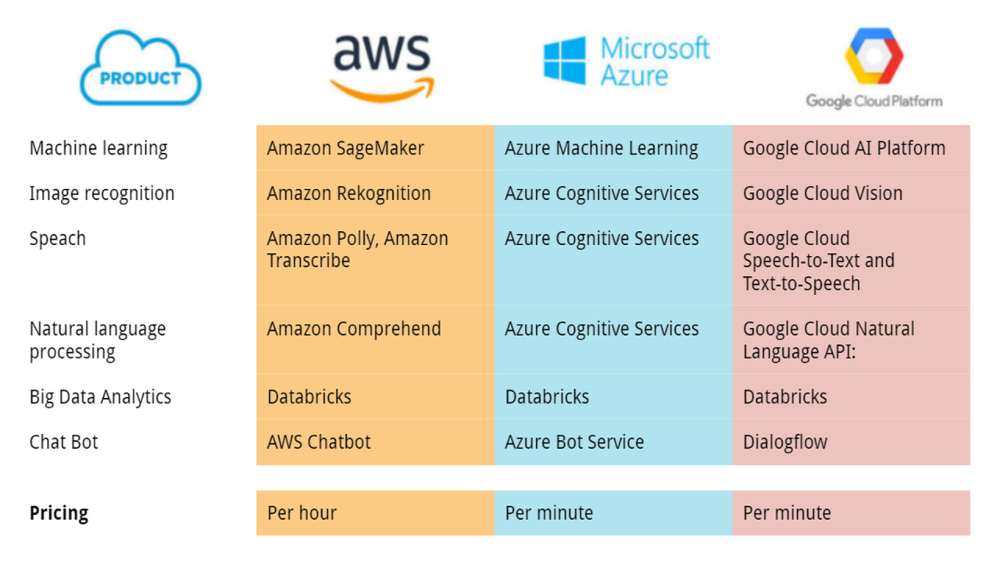 PRODUCT
aws
Microsoft
Azure
Google Cloud Platform
Machine learning
Amazon SageMaker
Azure Machine Learning
Google Cloud AI Platform
Image recognition
Amazon Rekognition
Azure Cognitive Services
Google Cloud Vision
Speach
Amazon Polly, Amazon
Transcribe
Azure Cognitive Services
Google Cloud
Speech-to-Text and
Text-to-Speech
Natural language
processing
Amazon Comprehend
Azure Cognitive Services
Google Cloud Natural
Language API:
Big Data Analytics
Databricks
Databricks
Databricks
Chat Bot
AWS Chatbot
Azure Bot Service
Dialogflow
Pricing
Per hour
Per minute
Per minute